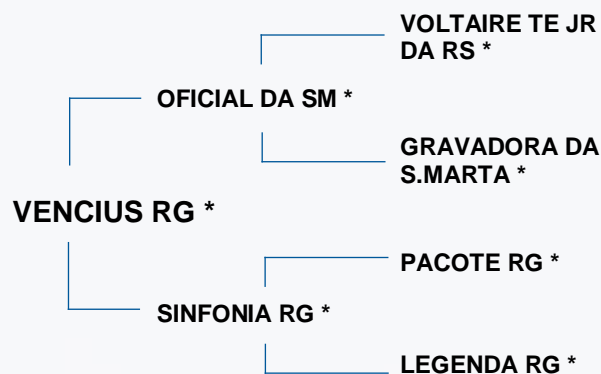 VOLTAIRE TE JR
DA RS *
OFICIAL DA SM *
GRAVADORA DA
S.MARTA *
VENCIUS RG *
PACOTE RG *
SINFONIA RG *
LEGENDA RG *